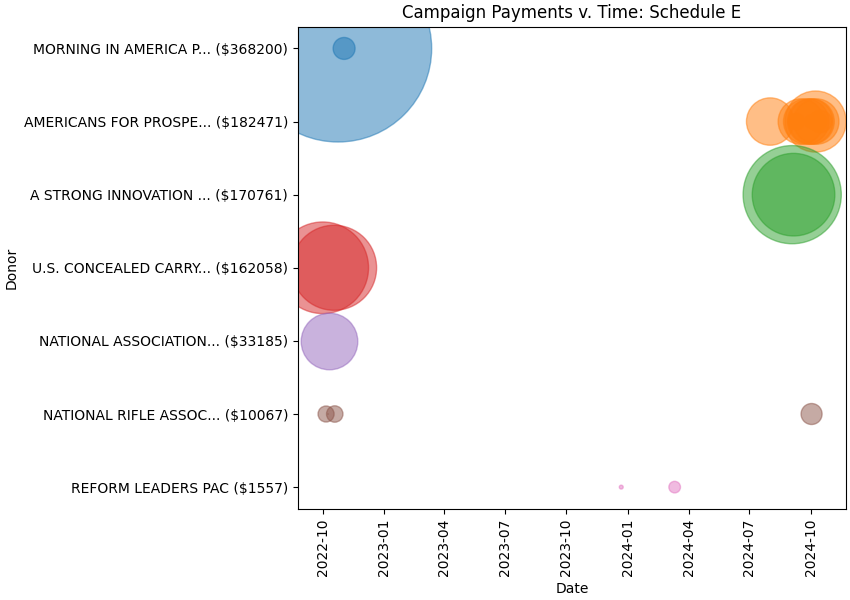 Campaign Payments v. Time: Schedule E
MORNING IN AMERICA P... ($368200)
AMERICANS FOR PROSPE... ($182471)
A STRONG INNOVATION ... ($170761)
U.S. CONCEALED CARRY... ($162058)
NATIONAL ASSOCIATION... ($33185)
NATIONAL RIFLE ASSOC... ($10067)
REFORM LEADERS PAC ($1557)
Donor
2022-10
2023-01
2023-04
2023-07
2023-10
2024-01
2024-04
2024-07
2024-10
Date